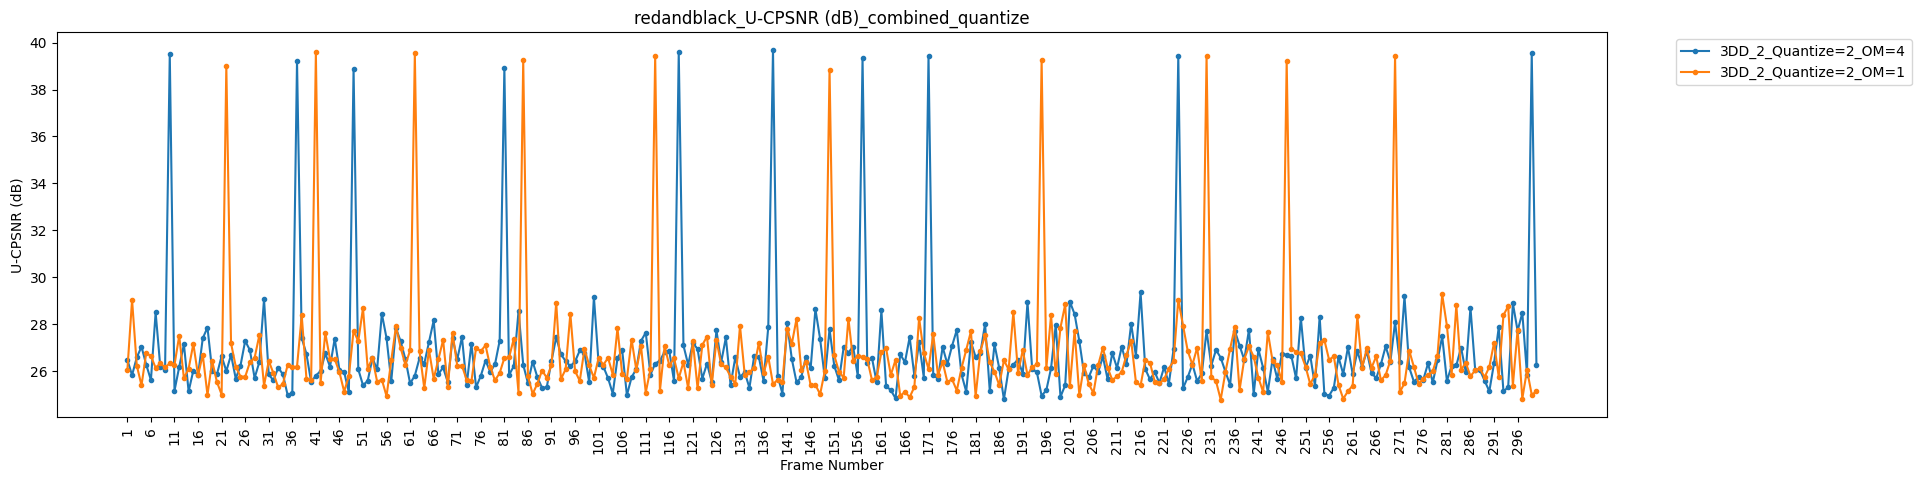 redandblack_U-CPSNR (dB)_combined_quantize
40
38
36
34
32
30
28
26
U-CPSNR (dB)
1 6 11 16 21 26 31 36 41 46 51 56 61 66 71 76 81 86 91 96 101 106 111 116 121 126 131 136 141 146 151 156 161 166 171 176 181 186 191 196 201 206 211 216 221 226 231 236 241 246 251 256 261 266 271 276 281 286 291 296
Frame Number
3DD_2_Quantize=2_OM=4
3DD_2_Quantize=2_OM=1